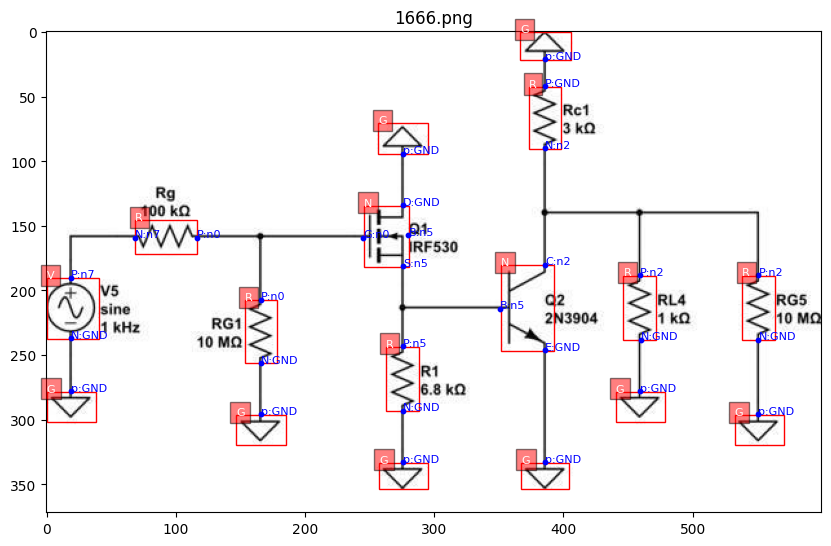 1666.png
G
p:GND
R
P:GND
Rc1
3 kΩ
N:n2
G
p:GND
Rg
100 kΩ
R
N:n7
P:n0
N
D:GND
G:n0
B:n5
Q1
IRF530
S:n5
V
P:n7
V5
sine
1 kHz
N:GND
R
P:n0
RG1
10 MΩ
N:GND
N
C:n2
B:n5
Q2
2N3904
E:GND
R
P:n2
RL4
1 kΩ
N:GND
R
P:n2
RG5
10 MΩ
N:GND
R
P:n5
R1
6.8 kΩ
N:GND
G
p:GND
G
p:GND
G
p:GND
G
p:GND
G
p:GND
G
p:GND
0
50
100
150
200
250
300
350
0
100
200
300
400
500